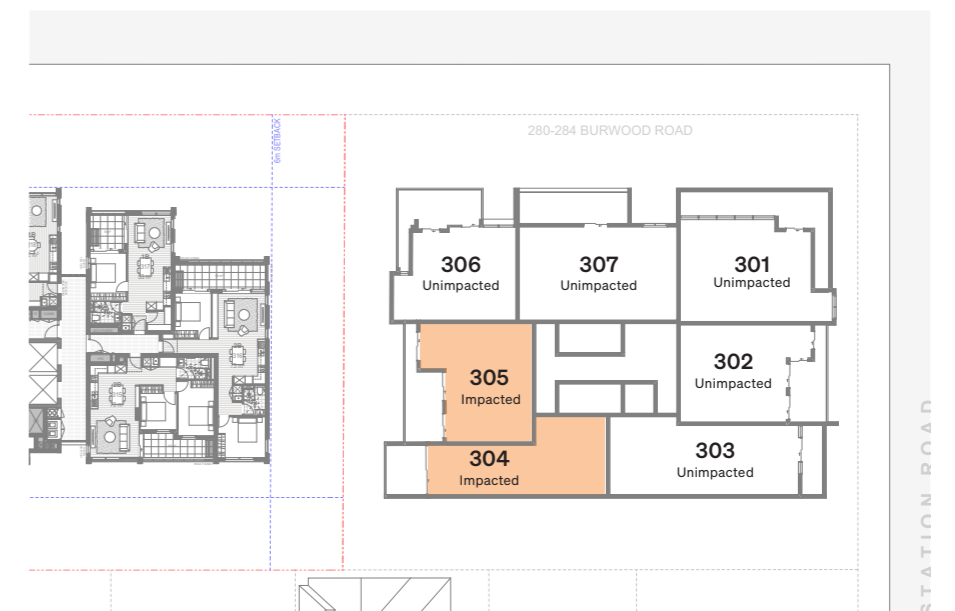 280-284 BURWOOD ROAD
6m SETBACK
306
Unimpacted
307
Unimpacted
301
Unimpacted
305
Impacted
302
Unimpacted
304
Impacted
303
Unimpacted
STATION ROAD